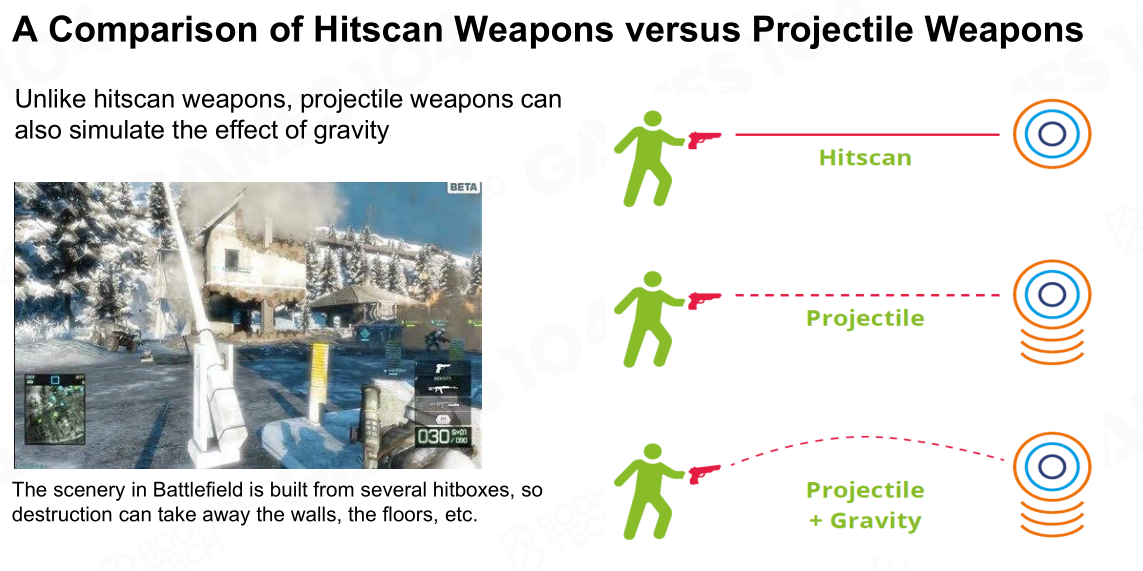 A Comparison of Hitscan Weapons versus Projectile Weapons
Unlike hitscan weapons, projectile weapons can
also simulate the effect of gravity
BETA
030
/090
The scenery in Battlefield is built from several hitboxes, so
destruction can take away the walls, the floors, etc.
Hitscan
Projectile
Projectile
+ Gravity